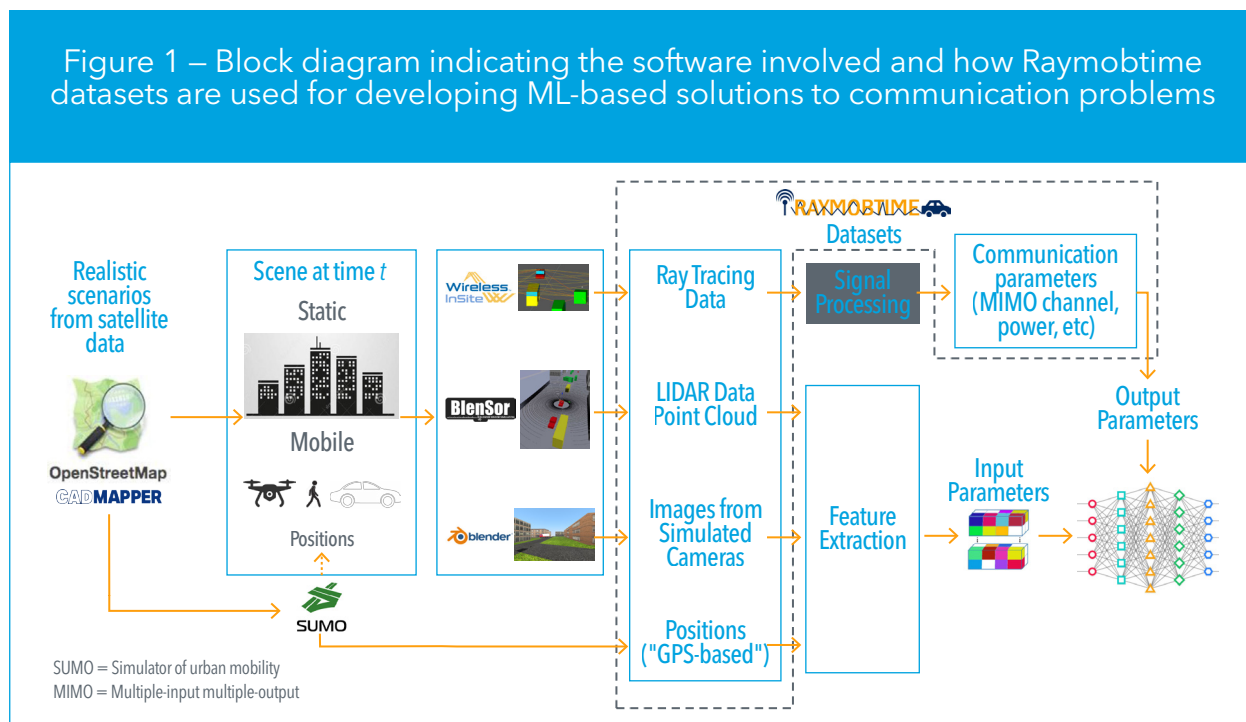 Figure 1 – Block diagram indicating the software involved and how Raymobtime
datasets are used for developing ML-based solutions to communication problems
RAYMOBTIME
Datasets
Realistic
scenarios
from satellite
data
OpenStreetMap
CADMAPPER
Scene at time t
Static
Mobile
Positions
SUMO
Wireless
InSite
BlenSor
blender
Ray Tracing
Data
LIDAR Data
Point Cloud
Images from
Simulated
Cameras
Positions
("GPS-based")
Signal
Processing
Feature
Extraction
Communication
parameters
(MIMO channel,
power, etc)
Input
Parameters
Output
Parameters
SUMO = Simulator of urban mobility
MIMO = Multiple-input multiple-output